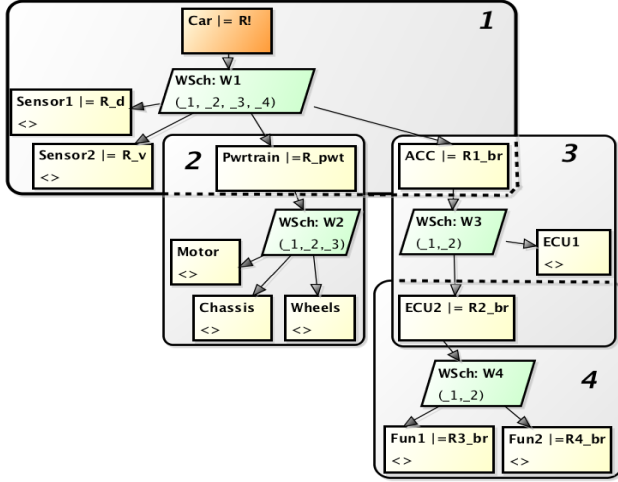 Car |= R!
1
WSch: W1
(_1, _2, _3, _4)
Sensor1 |= R_d
<>
Sensor2 |= R_v
<>
2
Pwrtrain |=R_pwt
ACC |= R1_br
3
WSch: W2
(_1,_2,_3)
WSch: W3
(_1,_2)
Motor
<>
ECU1
<>
Chassis
<>
Wheels
<>
ECU2 |= R2_br
<>
WSch: W4
(_1,_2)
4
Fun1 |=R3_br
<>
Fun2 |=R4_br
<>